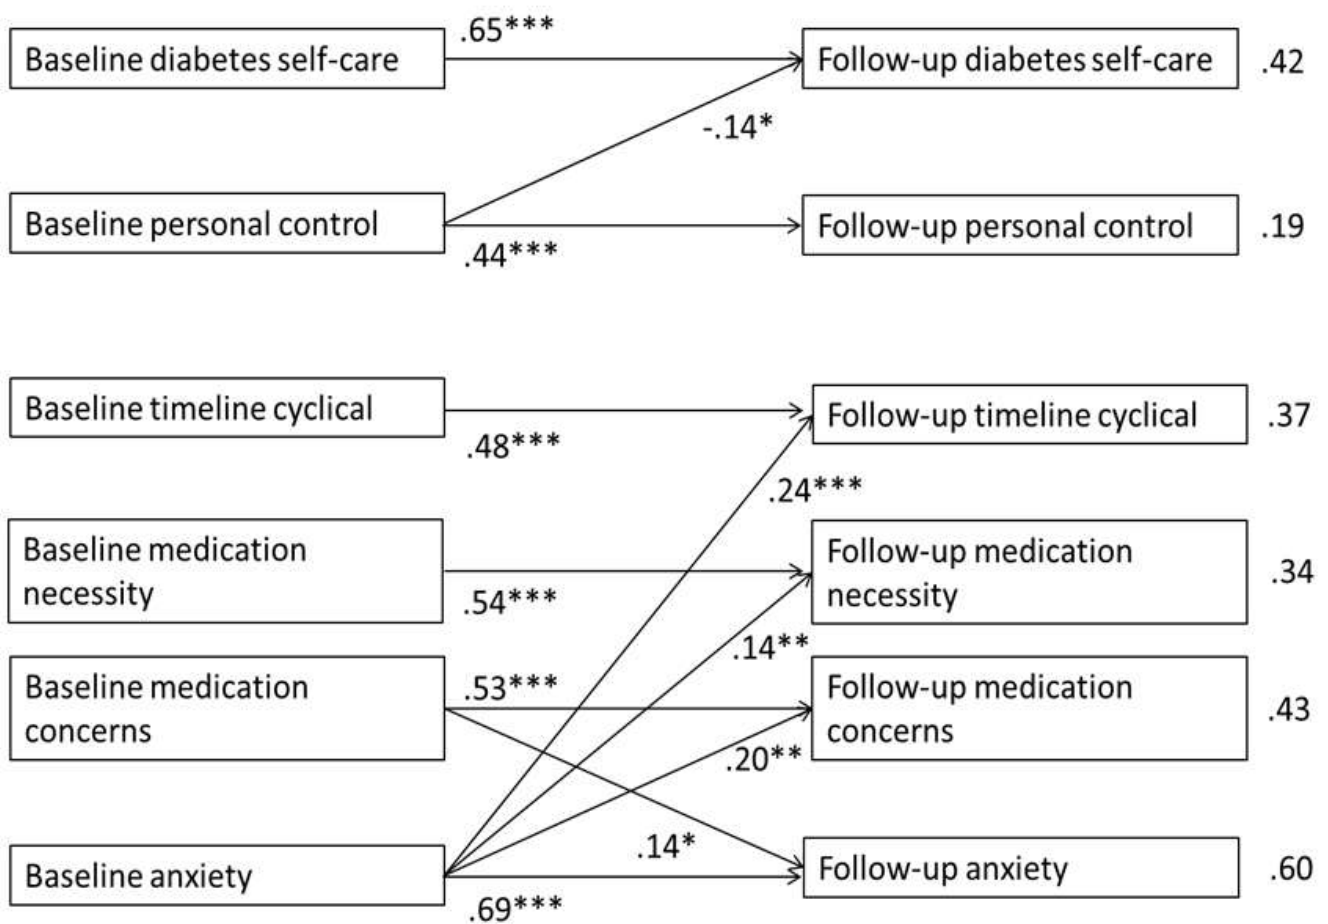 .65***
Baseline diabetes self-care
Follow-up diabetes self-care
.42
-.14*
Baseline personal control
Follow-up personal control
.19
.44***
Baseline timeline cyclical
Follow-up timeline cyclical
.37
.48***
.24***
Baseline medication
necessity
Follow-up medication
necessity
.34
.54***
.14**
Baseline medication
concerns
.53***
Follow-up medication
concerns
.43
.20**
.14*
Baseline anxiety
Follow-up anxiety
.60
.69***